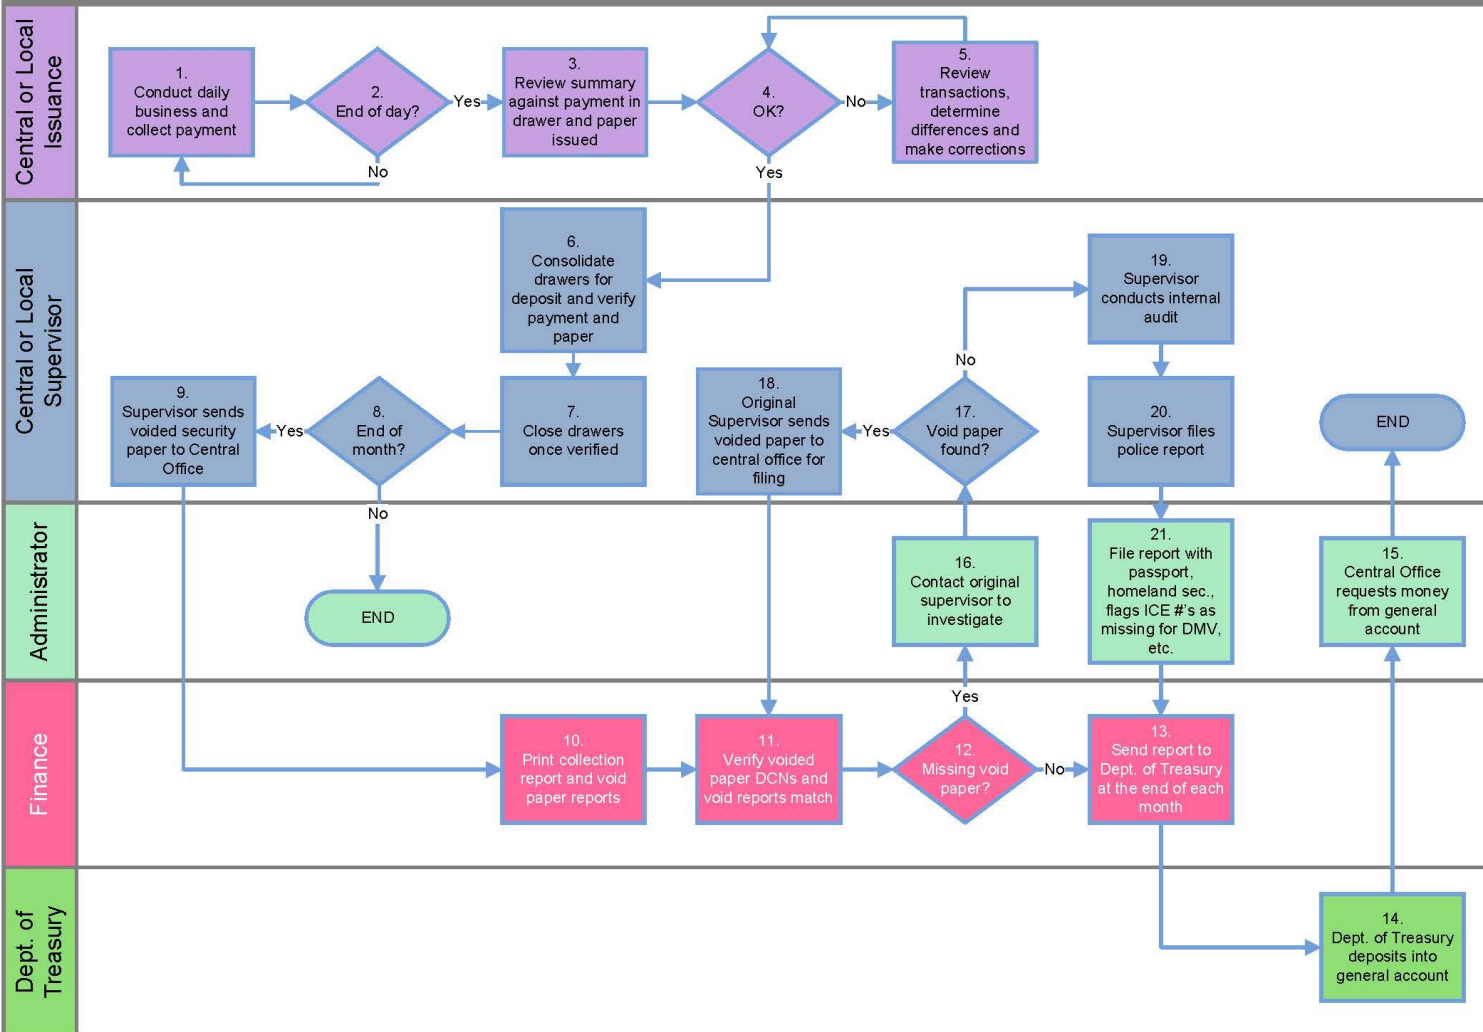 Central or Local
Issuance
1.
Conduct daily
business and
collect payment
2.
End of day?
Yes
No
3.
Review summary
against payment in
drawer and paper
issued
4.
OK?
No
Yes
5.
Review
transactions,
determine
differences and
make corrections
Central or Local
Supervisor
6.
Consolidate
drawers for
deposit and verify
payment and
paper
7.
Close drawers
once verified
8.
End of
month?
Yes
No
9.
Supervisor sends
voided security
paper to Central
Office
18.
Original
Supervisor sends
voided paper to
central office for
filing
17.
Void paper
found?
Yes
No
19.
Supervisor
conducts internal
audit
20.
Supervisor files
police report
END
Administrator
END
16.
Contact original
supervisor to
investigate
21.
File report with
passport,
homeland sec.,
flags ICE #'s as
missing for DMV,
etc.
15.
Central Office
requests money
from general
account
Finance
10.
Print collection
report and void
paper reports
11.
Verify voided
paper DCNs and
void reports match
12.
Missing void
paper?
Yes
No
13.
Send report to
Dept. of Treasury
at the end of each
month
Dept. of
Treasury
14.
Dept. of Treasury
deposits into
general account